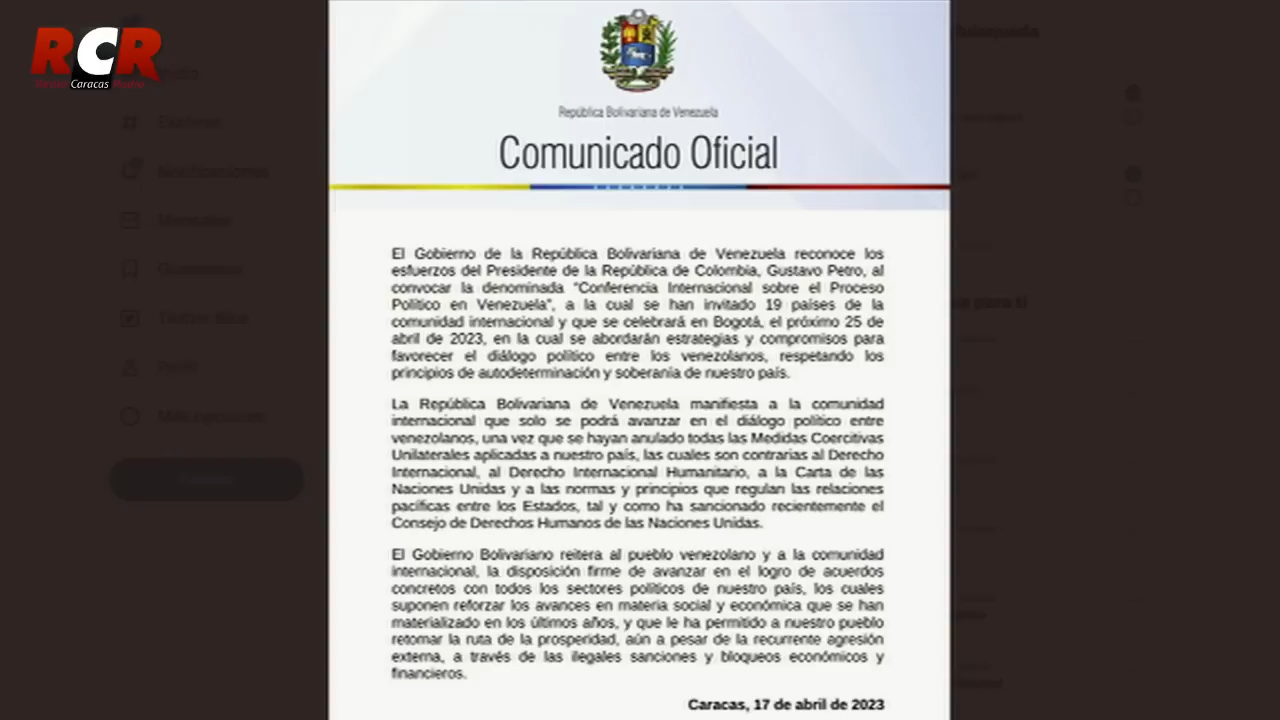 RCR
Caracas
República Bolivariana de Venezuela
Comunicado Oficial
El Gobierno de la República Bolivariana de Venezuela reconoce los
esfuerzos del Presidente de la República de Colombia, Gustavo Petro, al
convocar la denominada "Conferencia Internacional sobre el Proceso
Político en Venezuela", a la cual se han invitado 19 países de la
comunidad internacional y que se celebrará en Bogotá, el próximo 25 de
abril de 2023, en la cual se abordarán estrategias y compromisos para
favorecer el diálogo político entre los venezolanos, respetando los
principios de autodeterminación y soberanía de nuestro país.
La República Bolivariana de Venezuela manifiesta a la comunidad
internacional que solo se podrá avanzar en el diálogo político entre
venezolanos, una vez que se hayan anulado todas las Medidas Coercitivas
Unilaterales aplicadas a nuestro país, las cuales son contrarias al Derecho
Internacional, al Derecho Internacional Humanitario, a la Carta de las
Naciones Unidas y a las normas y principios que regulan las relaciones
pacíficas entre los Estados, tal y como ha sancionado recientemente el
Consejo de Derechos Humanos de las Naciones Unidas.
El Gobierno Bolivariano reitera al pueblo venezolano y a la comunidad
internacional, la disposición firme de avanzar en el logro de acuerdos
concretos con todos los sectores políticos de nuestro país, los cuales
suponen reforzar los avances en materia social y económica que se han
materializado en los últimos años, y que le ha permitido a nuestro pueblo
retomar la ruta de la prosperidad, aún a pesar de la recurrente agresión
externa, a través de las ilegales sanciones y bloqueos económicos y
financieros.
Caracas, 17 de abril de 2023